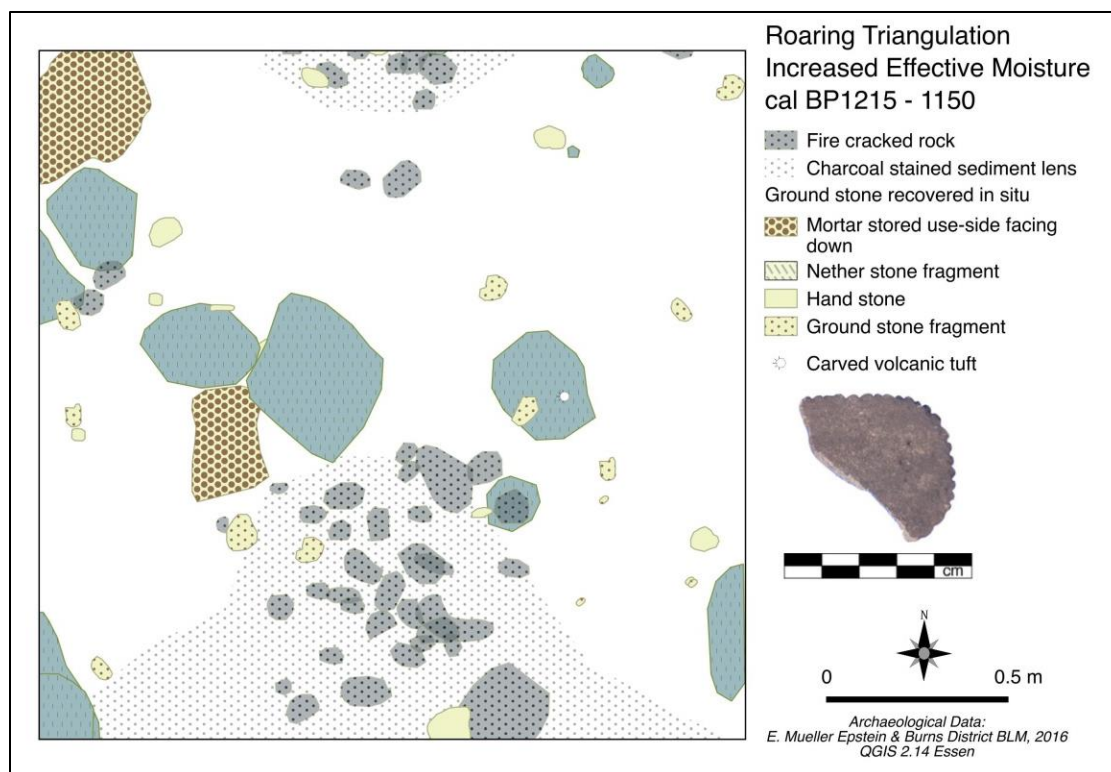 Roaring Triangulation
Increased Effective Moisture
cal BP1215 - 1150
Fire cracked rock
Charcoal stained sediment lens
Ground stone recovered in situ
Mortar stored use-side facing
down
Nether stone fragment
Hand stone
Ground stone fragment
Carved volcanic tuft
cm
N
0 0.5 m
Archaeological Data:
E. Mueller Epstein & Burns District BLM, 2016
QGIS 2.14 Essen